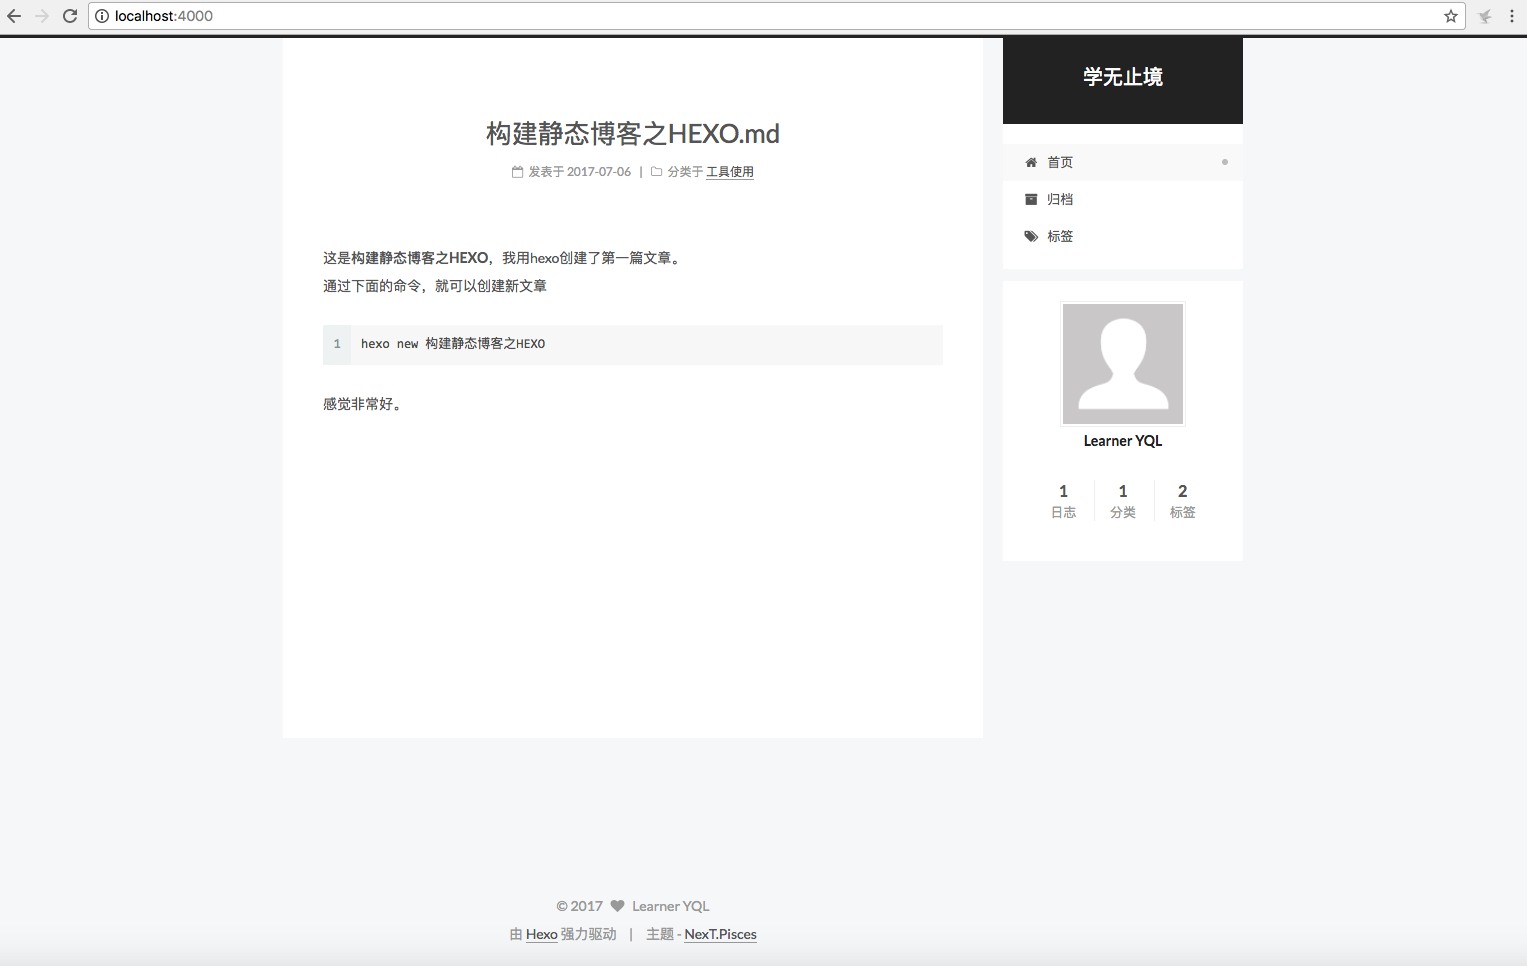 localhost:4000
学无止境
构建静态博客之HEXO.md
发表于 2017-07-06 | 分类于 工具使用
首页
归档
标签
这是构建静态博客之HEXO，我用hexo创建了第一篇文章。
通过下面的命令，就可以创建新文章
1 hexo new 构建静态博客之HEXO
感觉非常好。
Learner YQL
1 1 2
日志 分类 标签
© 2017 Learner YQL
由 Hexo 强力驱动 | 主题 - NexT.Pisces